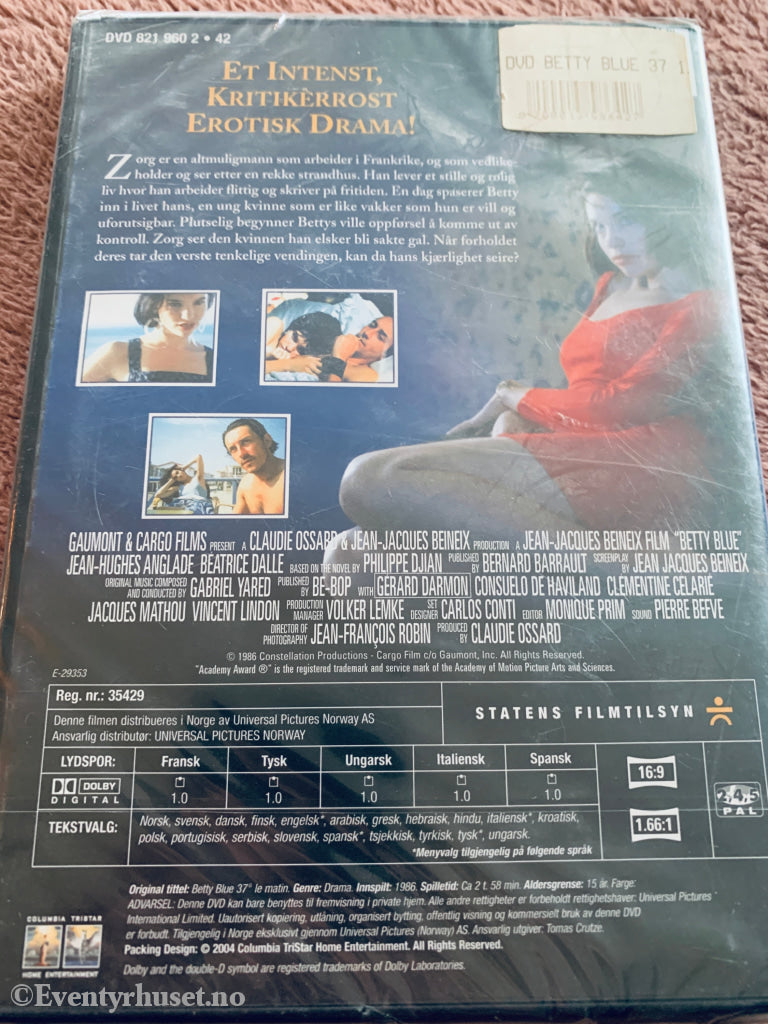 DVD 821 960 2 • 42
DVD BETTY BLUE 37 1
ET INTENST,
KRITIKERROST
EROTISK DRAMA!
Zorg er en altmuligmann som arbeider i Frankrike, og som vedlike-
holder og ser etter en rekke strandhus. Han lever et stille og rolig
liv hvor han arbeider flittig og skriver på fritiden. En dag spaserer Betty
inn i livet hans, en ung kvinne som er like vakker som hun er vill og
uforutsigbar. Plutselig begynner Bettys ville oppførsel å komme ut av
kontroll. Zorg ser den kvinnen han elsker bli sakte gal. Når forholdet
deres tar den verste tenkelige vendingen, kan da hans kjærlighet seire?
GAUMONT & CARGO FILMS PRESENT A CLAUDIE OSSARD & JEAN-JACQUES BEINEIX PRODUCTION A JEAN-JACQUES BEINEIX FILM "BETTY BLUE"
JEAN-HUGHES ANGLADE BÉATRICE DALLE BASED ON THE NOVEL BY PHILIPPE DJIAN PUBLISHED BY BERNARD BARRAULT SCREENPLAY BY JEAN JACQUES BEINEIX
ORIGINAL MUSIC COMPOSED AND CONDUCTED BY GABRIEL YARED PUBLISHED BY BE-BOP WITH GÉRARD DARMON CONSUELO DE HAVILAND CLÉMENTINE CÉLARIÉ
JACQUES MATHOU VINCENT LINDON PRODUCTION MANAGER VOLKER LEMKE SET DESIGNER CARLOS CONTI EDITOR MONIQUE PRIM SOUND PIERRE BEFVE
DIRECTOR OF PHOTOGRAPHY JEAN-FRANÇOIS ROBIN PRODUCED BY CLAUDIE OSSARD
© 1986 Constellation Productions - Cargo Film c/o Gaumont, Inc. All Rights Reserved.
"Academy Award ®" is the registered trademark and service mark of the Academy of Motion Picture Arts and Sciences.
E-29353
Reg. nr.: 35429
Denne filmen distribueres i Norge av Universal Pictures Norway AS
Ansvarlig distributør: UNIVERSAL PICTURES NORWAY
STATENS FILMTILSYN
LYDSPOR: Fransk Tysk Ungarsk Italiensk Spansk
DOLBY DIGITAL 1.0 1.0 1.0 1.0 1.0
16:9
2,4,5
PAL
TEKSTVALG: Norsk, svensk, dansk, finsk, engelsk*, arabisk, gresk, hebraisk, hindu, italiensk*, kroatisk,
polsk, portugisisk, serbisk, slovensk, spansk*, tsjekkisk, tyrkisk, tysk*, ungarsk.
*Menyvalg tilgjengelig på følgende språk
1.66:1
Original tittel: Betty Blue 37° le matin. Genre: Drama. Innspilt: 1986. Spilletid: Ca 2 t. 58 min. Aldersgrense: 15 år. Farge:
ADVARSEL: Denne DVD kan bare benyttes til fremvisning i private hjem. Alle andre rettigheter er forbeholdt rettighetshaver: Universal Pictures
International Limited. Uautorisert kopiering, utlåning, organisert bytting, offentlig visning og kommersielt bruk av denne DVD
er forbudt. Tilgjengelig i Norge eksklusivt gjennom Universal Pictures (Norway) AS. Ansvarlig utgiver: Tomas Crutze.
Packing Design: © 2004 Columbia TriStar Home Entertainment. All Rights Reserved.
Dolby and the double-D symbol are registered trademarks of Dolby Laboratories.
COLUMBIA TRISTAR
HOME ENTERTAINMENT
©Eventyrhuset.no